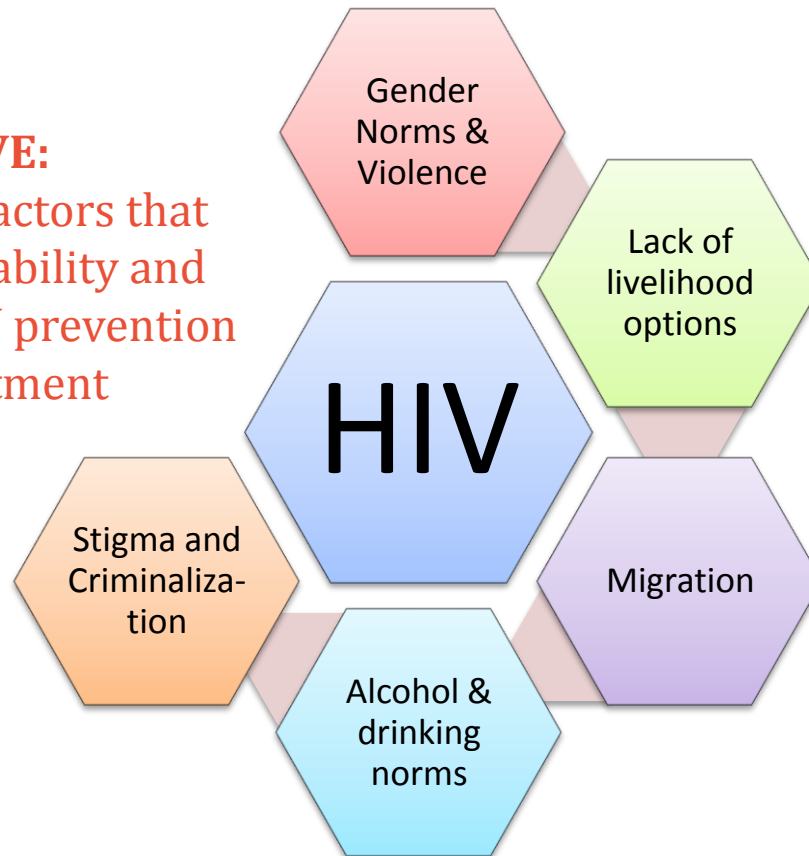 VE:
actors that
ability and
prevention
tment
Gender
Norms &
Violence
Lack of
livelihood
options
HIV
Stigma and
Criminaliza-
tion
Migration
Alcohol &
drinking
norms